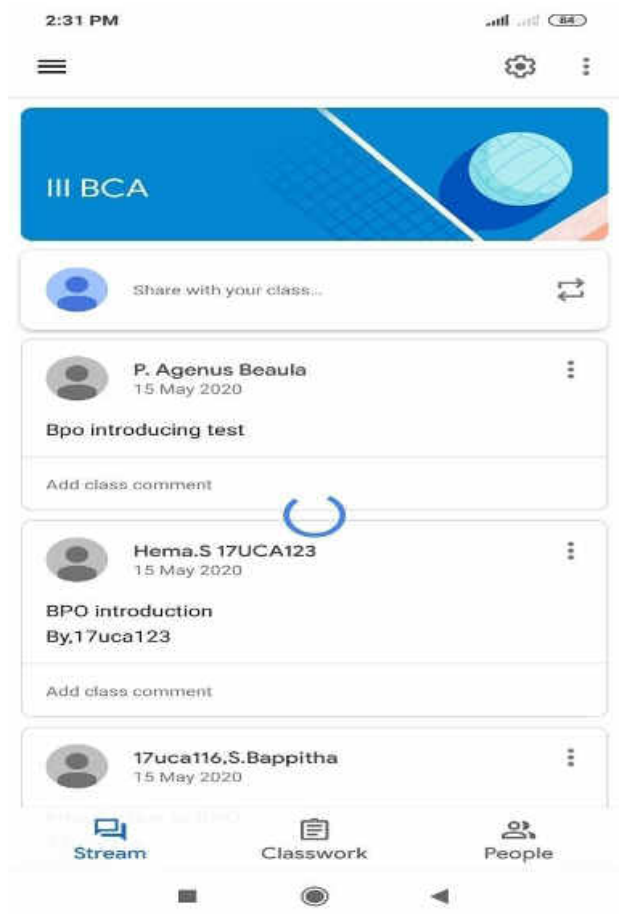 2:31 PM
84
III BCA
Share with your class...
P. Agenus Beaula
15 May 2020
Bpo introducing test
Add class comment
Hema.S 17UCA123
15 May 2020
BPO introduction
By,17uca123
Add class comment
17uca116,S.Bappitha
15 May 2020
Stream
Classwork
People